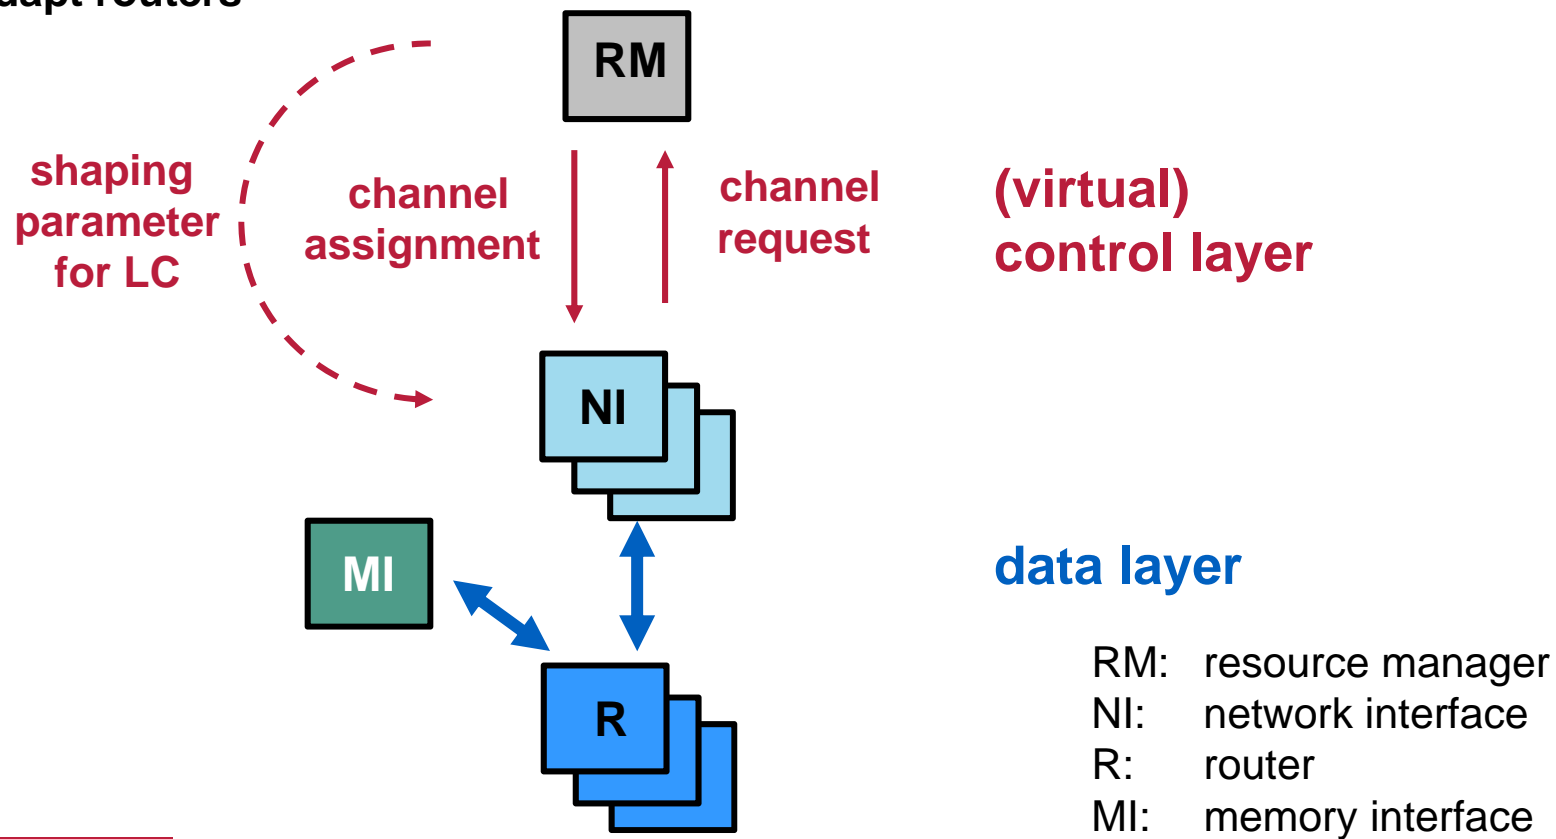 routers
RM
shaping
parameter
for LC
channel
assignment
channel
request
(virtual)
control layer
NI
MI
data layer
R
RM: resource manager
NI: network interface
R: router
MI: memory interface